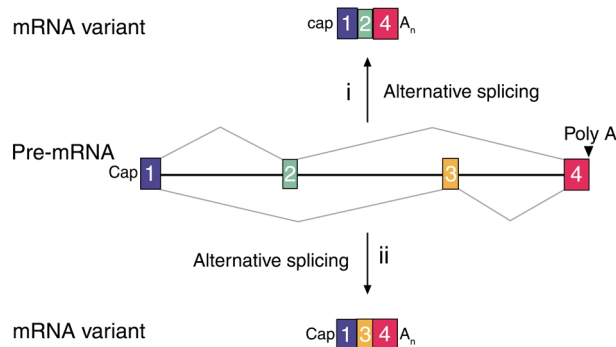 mRNA variant
cap 1 2 4 An
i Alternative splicing
Poly A
Pre-mRNA
Cap 1 2 3 4
Alternative splicing ii
mRNA variant
Cap 1 3 4 An